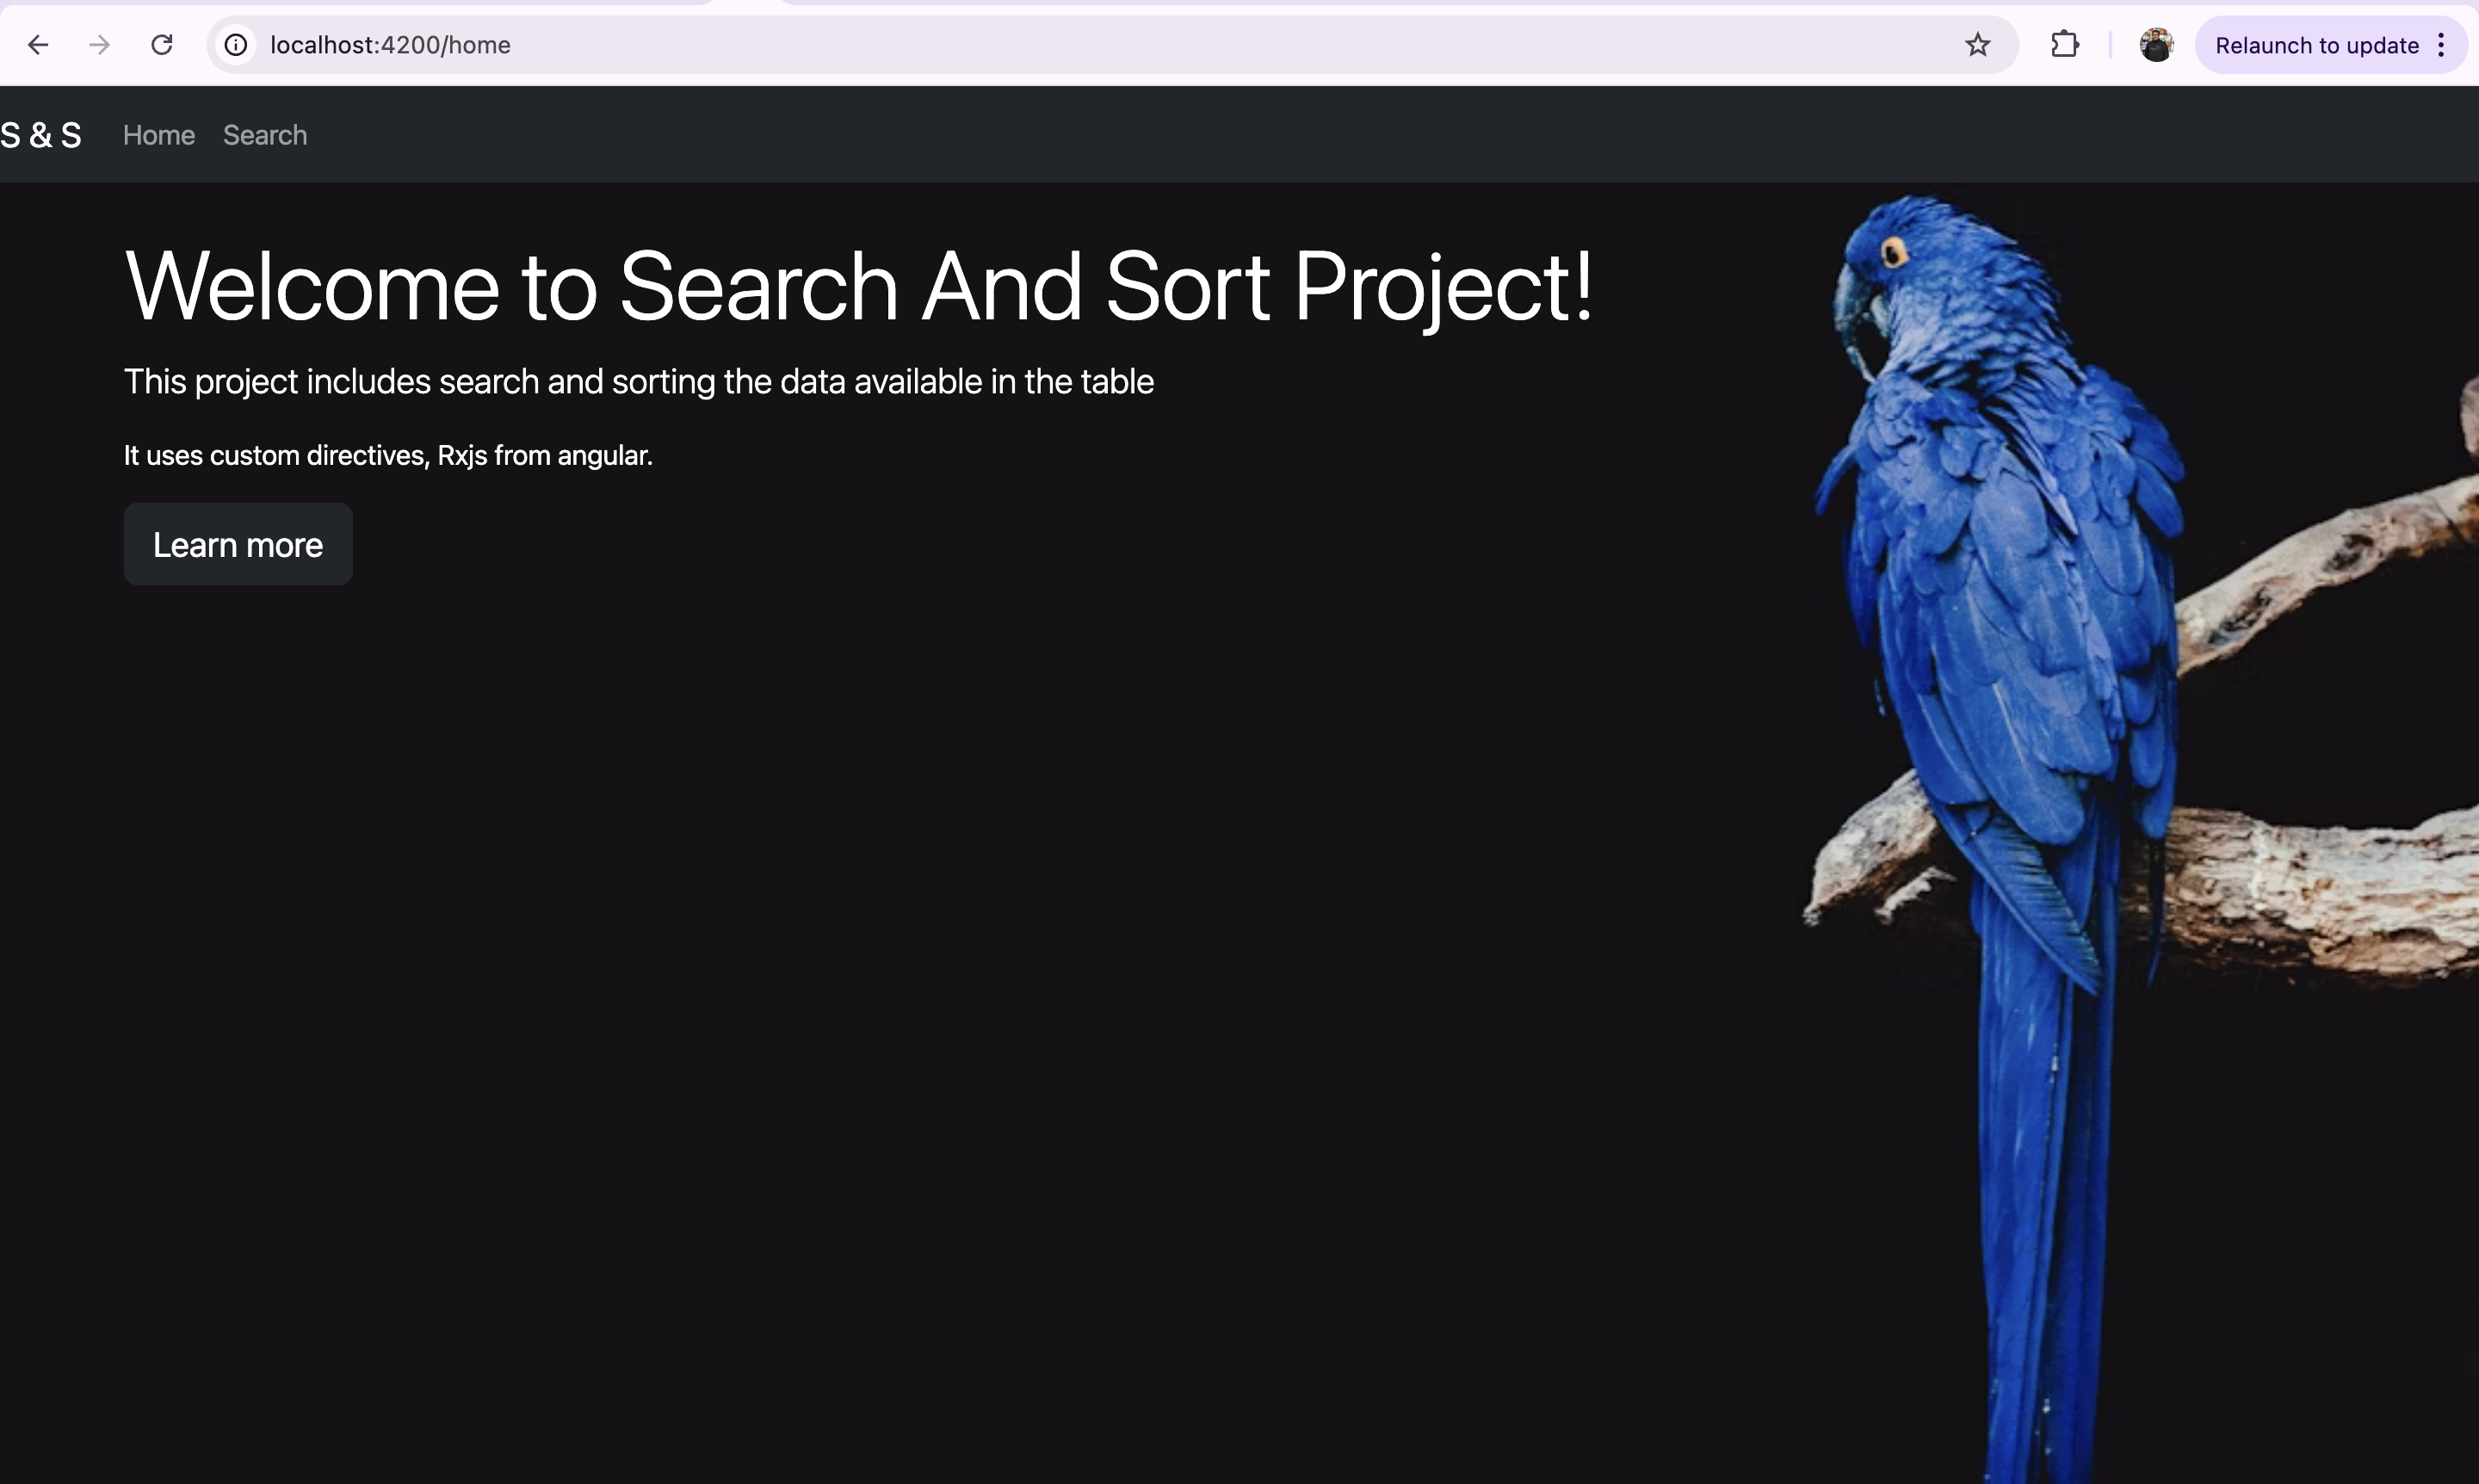 localhost:4200/home
Relaunch to update
S & S Home Search
Welcome to Search And Sort Project!
This project includes search and sorting the data available in the table
It uses custom directives, Rxjs from angular.
Learn more